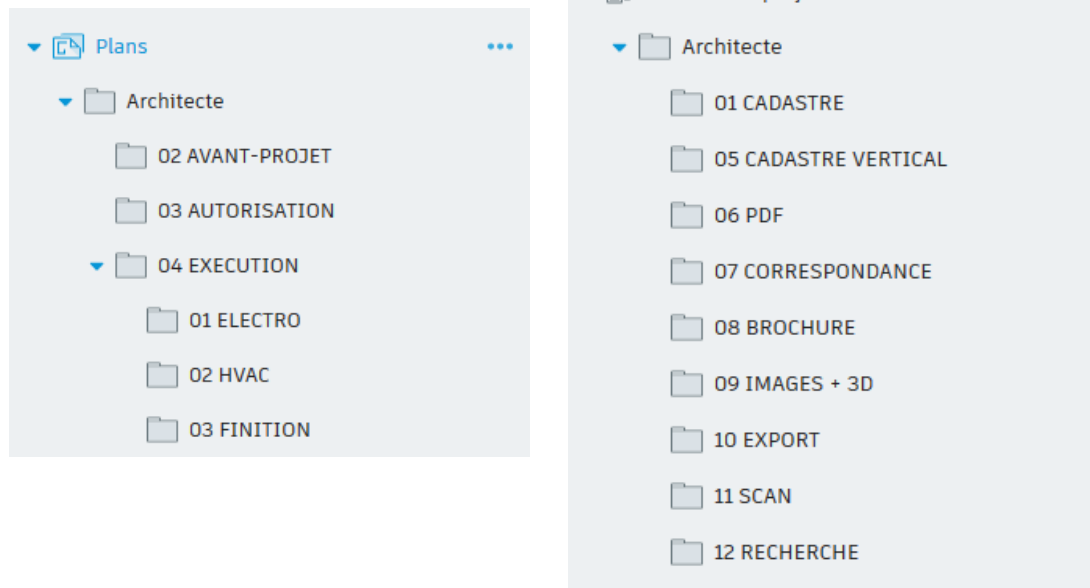 Plans
Architecte
02 AVANT-PROJET
03 AUTORISATION
04 EXECUTION
01 ELECTRO
02 HVAC
03 FINITION
Architecte
01 CADASTRE
05 CADASTRE VERTICAL
06 PDF
07 CORRESPONDANCE
08 BROCHURE
09 IMAGES + 3D
10 EXPORT
11 SCAN
12 RECHERCHE